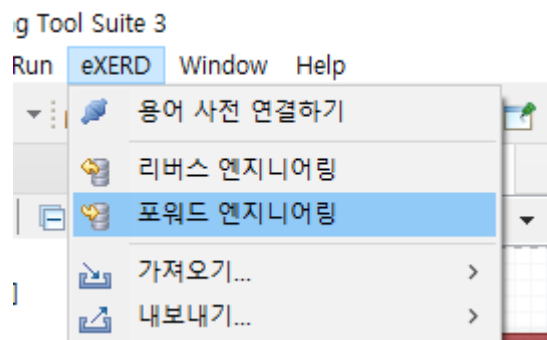 ng Tool Suite 3
Run eXERD Window Help
용어 사전 연결하기
리버스 엔지니어링
포워드 엔지니어링
가져오기...
내보내기...
]